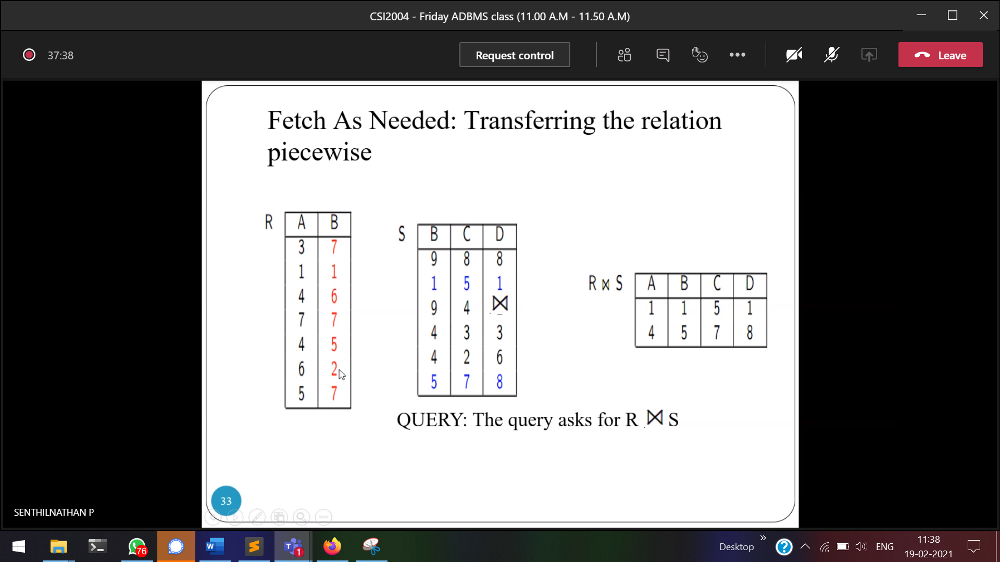 CSI2004 - Friday ADBMS class (11.00 A.M - 11.50 A.M)
37:38
Request control
Leave
Fetch As Needed: Transferring the relation
piecewise
R
A B
3 7
1 1
4 6
7 7
4 5
6 2
5 7
S
B C D
9 8 8
1 5 1
9 4 ⋈
4 3 3
4 2 6
5 7 8
R ⋈ S
A B C D
1 1 5 1
4 5 7 8
QUERY: The query asks for R ⋈ S
33
SENTHILNATHAN P
76
1
Desktop
ENG
11:38
19-02-2021